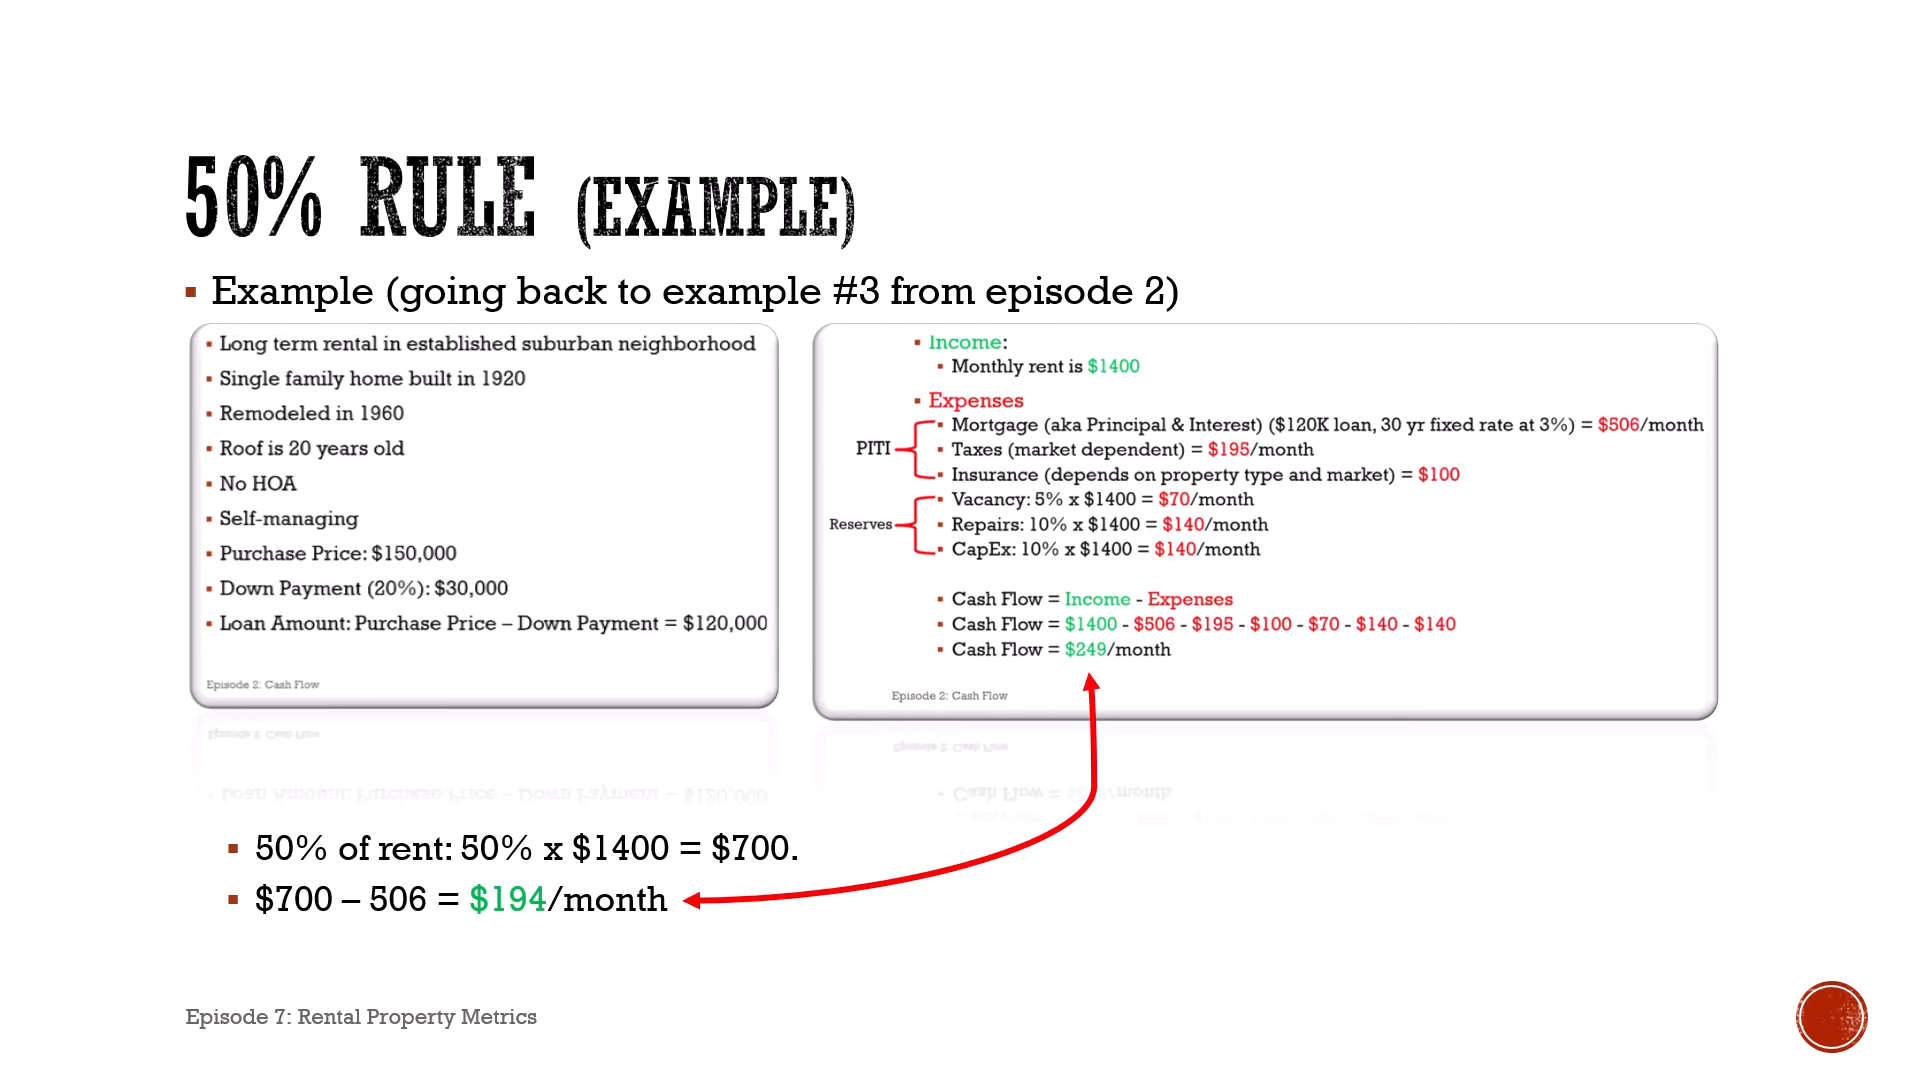 50% RULE (EXAMPLE)
▪ Example (going back to example #3 from episode 2)
▪ Long term rental in established suburban neighborhood
▪ Single family home built in 1920
▪ Remodeled in 1960
▪ Roof is 20 years old
▪ No HOA
▪ Self-managing
▪ Purchase Price: $150,000
▪ Down Payment (20%): $30,000
▪ Loan Amount: Purchase Price – Down Payment = $120,000
Episode 2: Cash Flow
▪ Income:
▪ Monthly rent is $1400
▪ Expenses
▪ Mortgage (aka Principal & Interest) ($120K loan, 30 yr fixed rate at 3%) = $506/month
PITI
▪ Taxes (market dependent) = $195/month
▪ Insurance (depends on property type and market) = $100
▪ Vacancy: 5% x $1400 = $70/month
Reserves
▪ Repairs: 10% x $1400 = $140/month
▪ CapEx: 10% x $1400 = $140/month
▪ Cash Flow = Income - Expenses
▪ Cash Flow = $1400 - $506 - $195 - $100 - $70 - $140 - $140
▪ Cash Flow = $249/month
Episode 2: Cash Flow
▪ 50% of rent: 50% x $1400 = $700.
▪ $700 – 506 = $194/month
Episode 7: Rental Property Metrics